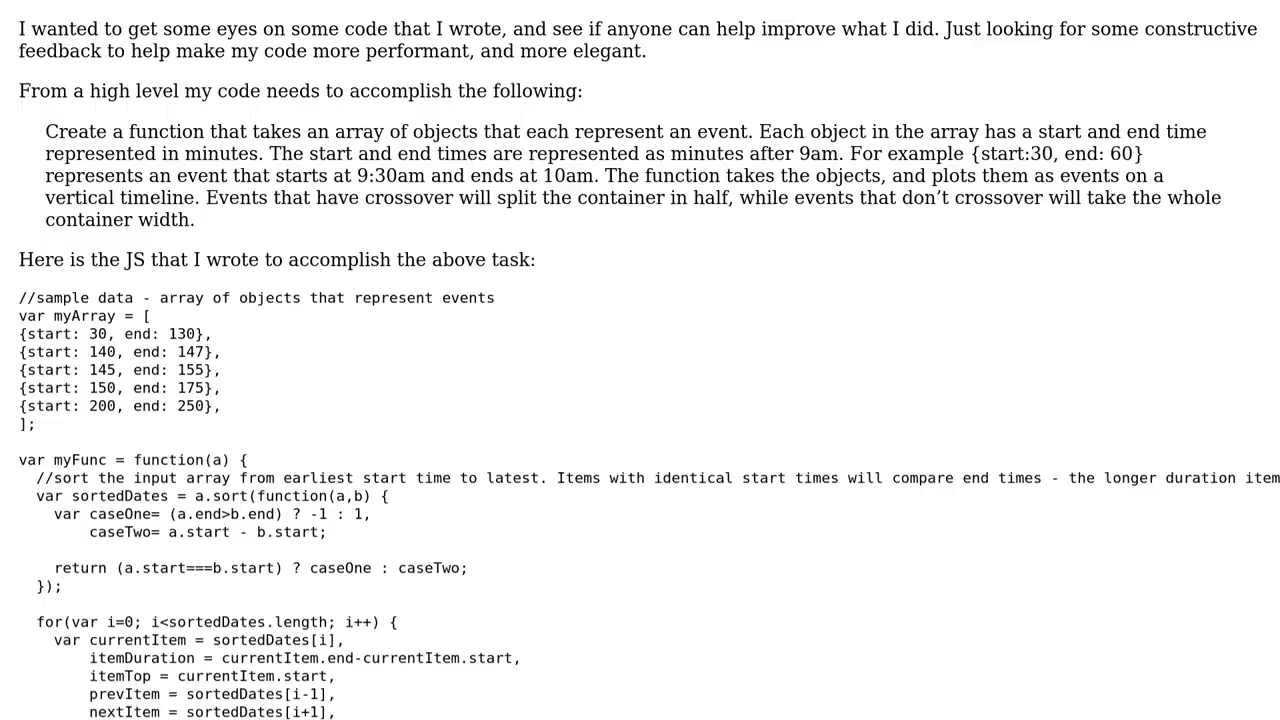 I wanted to get some eyes on some code that I wrote, and see if anyone can help improve what I did. Just looking for some constructive
feedback to help make my code more performant, and more elegant.
From a high level my code needs to accomplish the following:
Create a function that takes an array of objects that each represent an event. Each object in the array has a start and end time
represented in minutes. The start and end times are represented as minutes after 9am. For example {start:30, end: 60}
represents an event that starts at 9:30am and ends at 10am. The function takes the objects, and plots them as events on a
vertical timeline. Events that have crossover will split the container in half, while events that don’t crossover will take the whole
container width.
Here is the JS that I wrote to accomplish the above task:
//sample data - array of objects that represent events
var myArray = [
{start: 30, end: 130},
{start: 140, end: 147},
{start: 145, end: 155},
{start: 150, end: 175},
{start: 200, end: 250},
];
var myFunc = function(a) {
  //sort the input array from earliest start time to latest. Items with identical start times will compare end times - the longer duration item
  var sortedDates = a.sort(function(a,b) {
    var caseOne= (a.end>b.end) ? -1 : 1,
        caseTwo= a.start - b.start;
    return (a.start===b.start) ? caseOne : caseTwo;
  });
  for(var i=0; i<sortedDates.length; i++) {
    var currentItem = sortedDates[i],
        itemDuration = currentItem.end-currentItem.start,
        itemTop = currentItem.start,
        prevItem = sortedDates[i-1],
        nextItem = sortedDates[i+1],